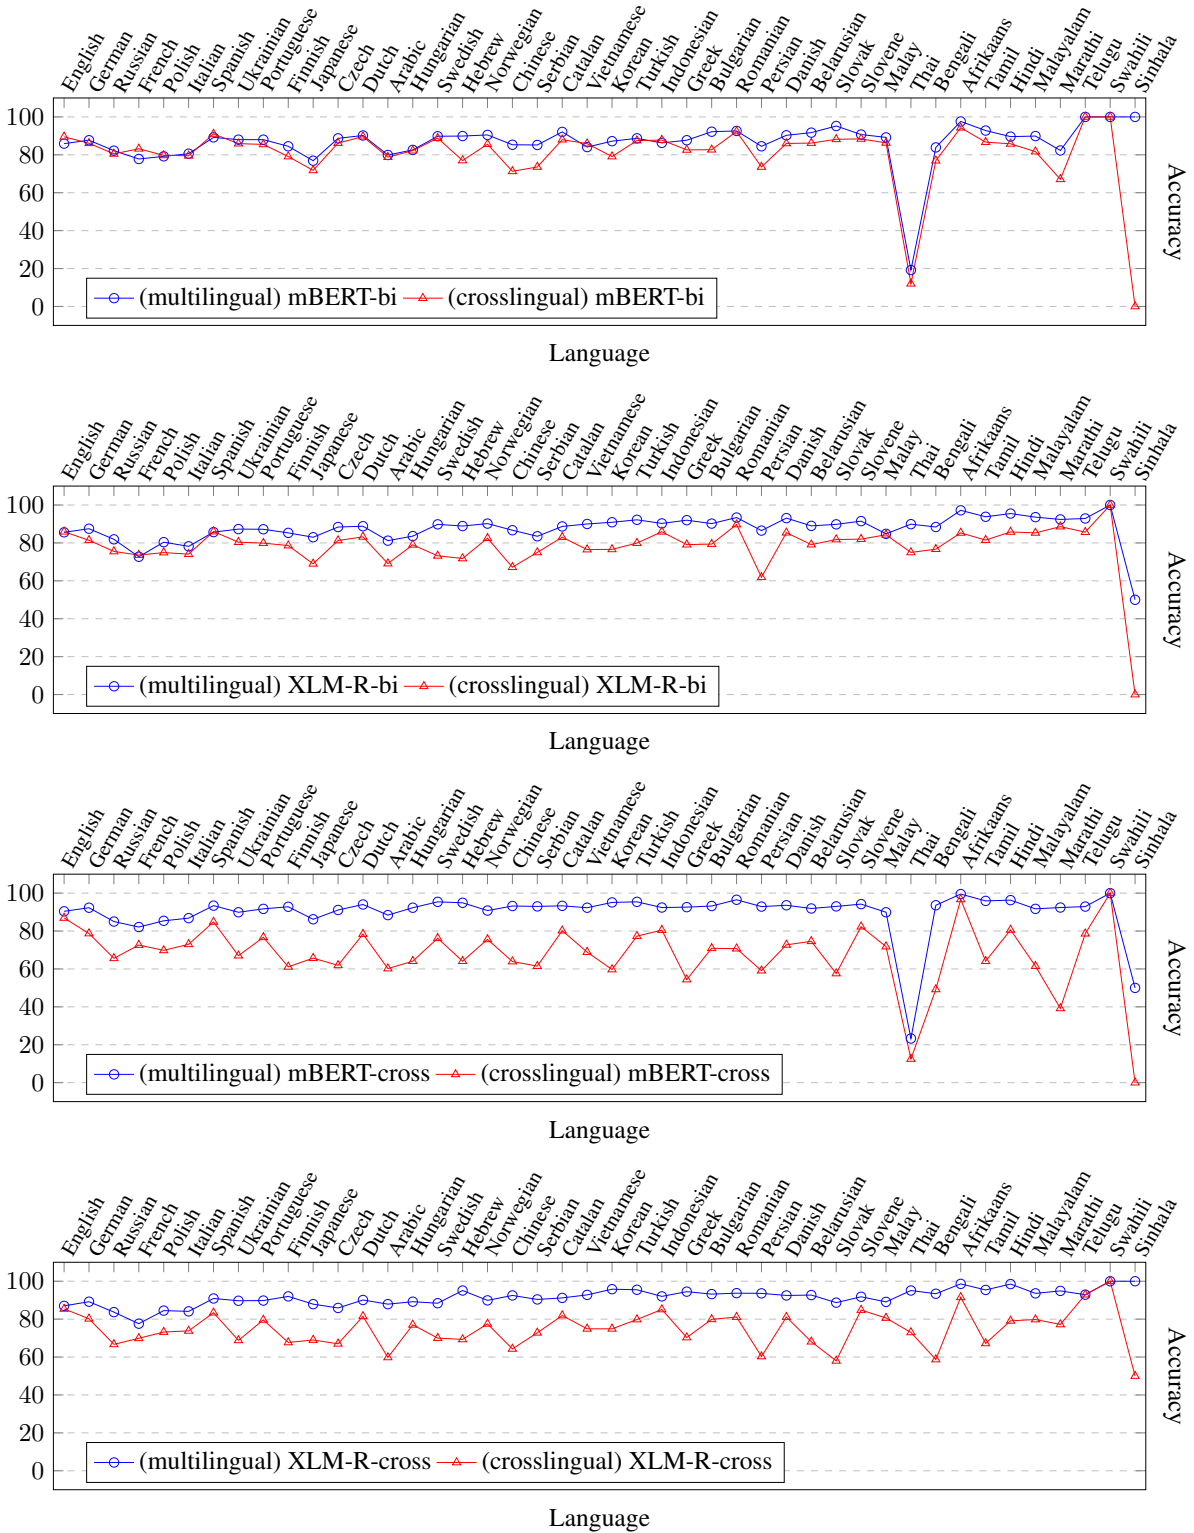 English German Russian French Polish Italian Spanish Ukrainian Portuguese Finnish Japanese Czech Dutch Arabic Hungarian Swedish Hebrew Norwegian Chinese Serbian Catalan Vietnamese Korean Turkish Indonesian Greek Bulgarian Romanian Persian Danish Belarusian Slovak Slovene Malay Thai Bengali Afrikaans Tamil Hindi Malayalam Marathi Telugu Swahili Sinhala
100
80
60
40
20
0
Accuracy
(multilingual) mBERT-bi (crosslingual) mBERT-bi
Language
English German Russian French Polish Italian Spanish Ukrainian Portuguese Finnish Japanese Czech Dutch Arabic Hungarian Swedish Hebrew Norwegian Chinese Serbian Catalan Vietnamese Korean Turkish Indonesian Greek Bulgarian Romanian Persian Danish Belarusian Slovak Slovene Malay Thai Bengali Afrikaans Tamil Hindi Malayalam Marathi Telugu Swahili Sinhala
100
80
60
40
20
0
Accuracy
(multilingual) XLM-R-bi (crosslingual) XLM-R-bi
Language
English German Russian French Polish Italian Spanish Ukrainian Portuguese Finnish Japanese Czech Dutch Arabic Hungarian Swedish Hebrew Norwegian Chinese Serbian Catalan Vietnamese Korean Turkish Indonesian Greek Bulgarian Romanian Persian Danish Belarusian Slovak Slovene Malay Thai Bengali Afrikaans Tamil Hindi Malayalam Marathi Telugu Swahili Sinhala
100
80
60
40
20
0
Accuracy
(multilingual) mBERT-cross (crosslingual) mBERT-cross
Language
English German Russian French Polish Italian Spanish Ukrainian Portuguese Finnish Japanese Czech Dutch Arabic Hungarian Swedish Hebrew Norwegian Chinese Serbian Catalan Vietnamese Korean Turkish Indonesian Greek Bulgarian Romanian Persian Danish Belarusian Slovak Slovene Malay Thai Bengali Afrikaans Tamil Hindi Malayalam Marathi Telugu Swahili Sinhala
100
80
60
40
20
0
Accuracy
(multilingual) XLM-R-cross (crosslingual) XLM-R-cross
Language